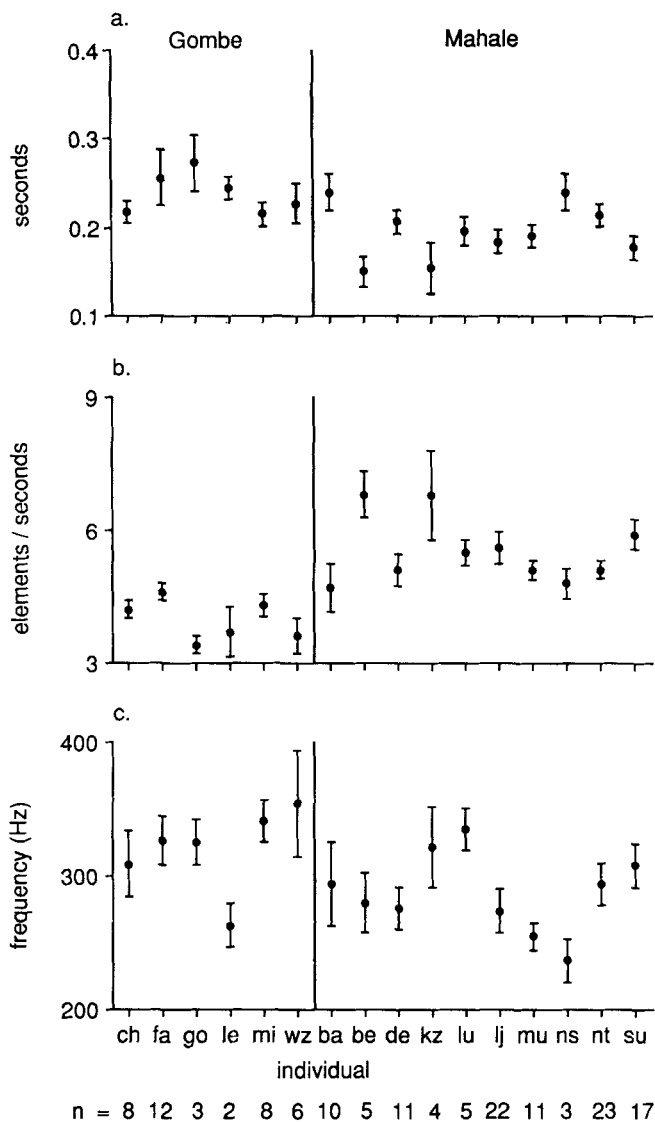 a.
Gombe Mahale
0.4
0.3
0.2
0.1
seconds
b.
9
6
3
elements / seconds
c.
400
300
200
frequency (Hz)
ch fa go le mi wz ba be de kz lu lj mu ns nt su
individual
n = 8 12 3 2 8 6 10 5 11 4 5 22 11 3 23 17